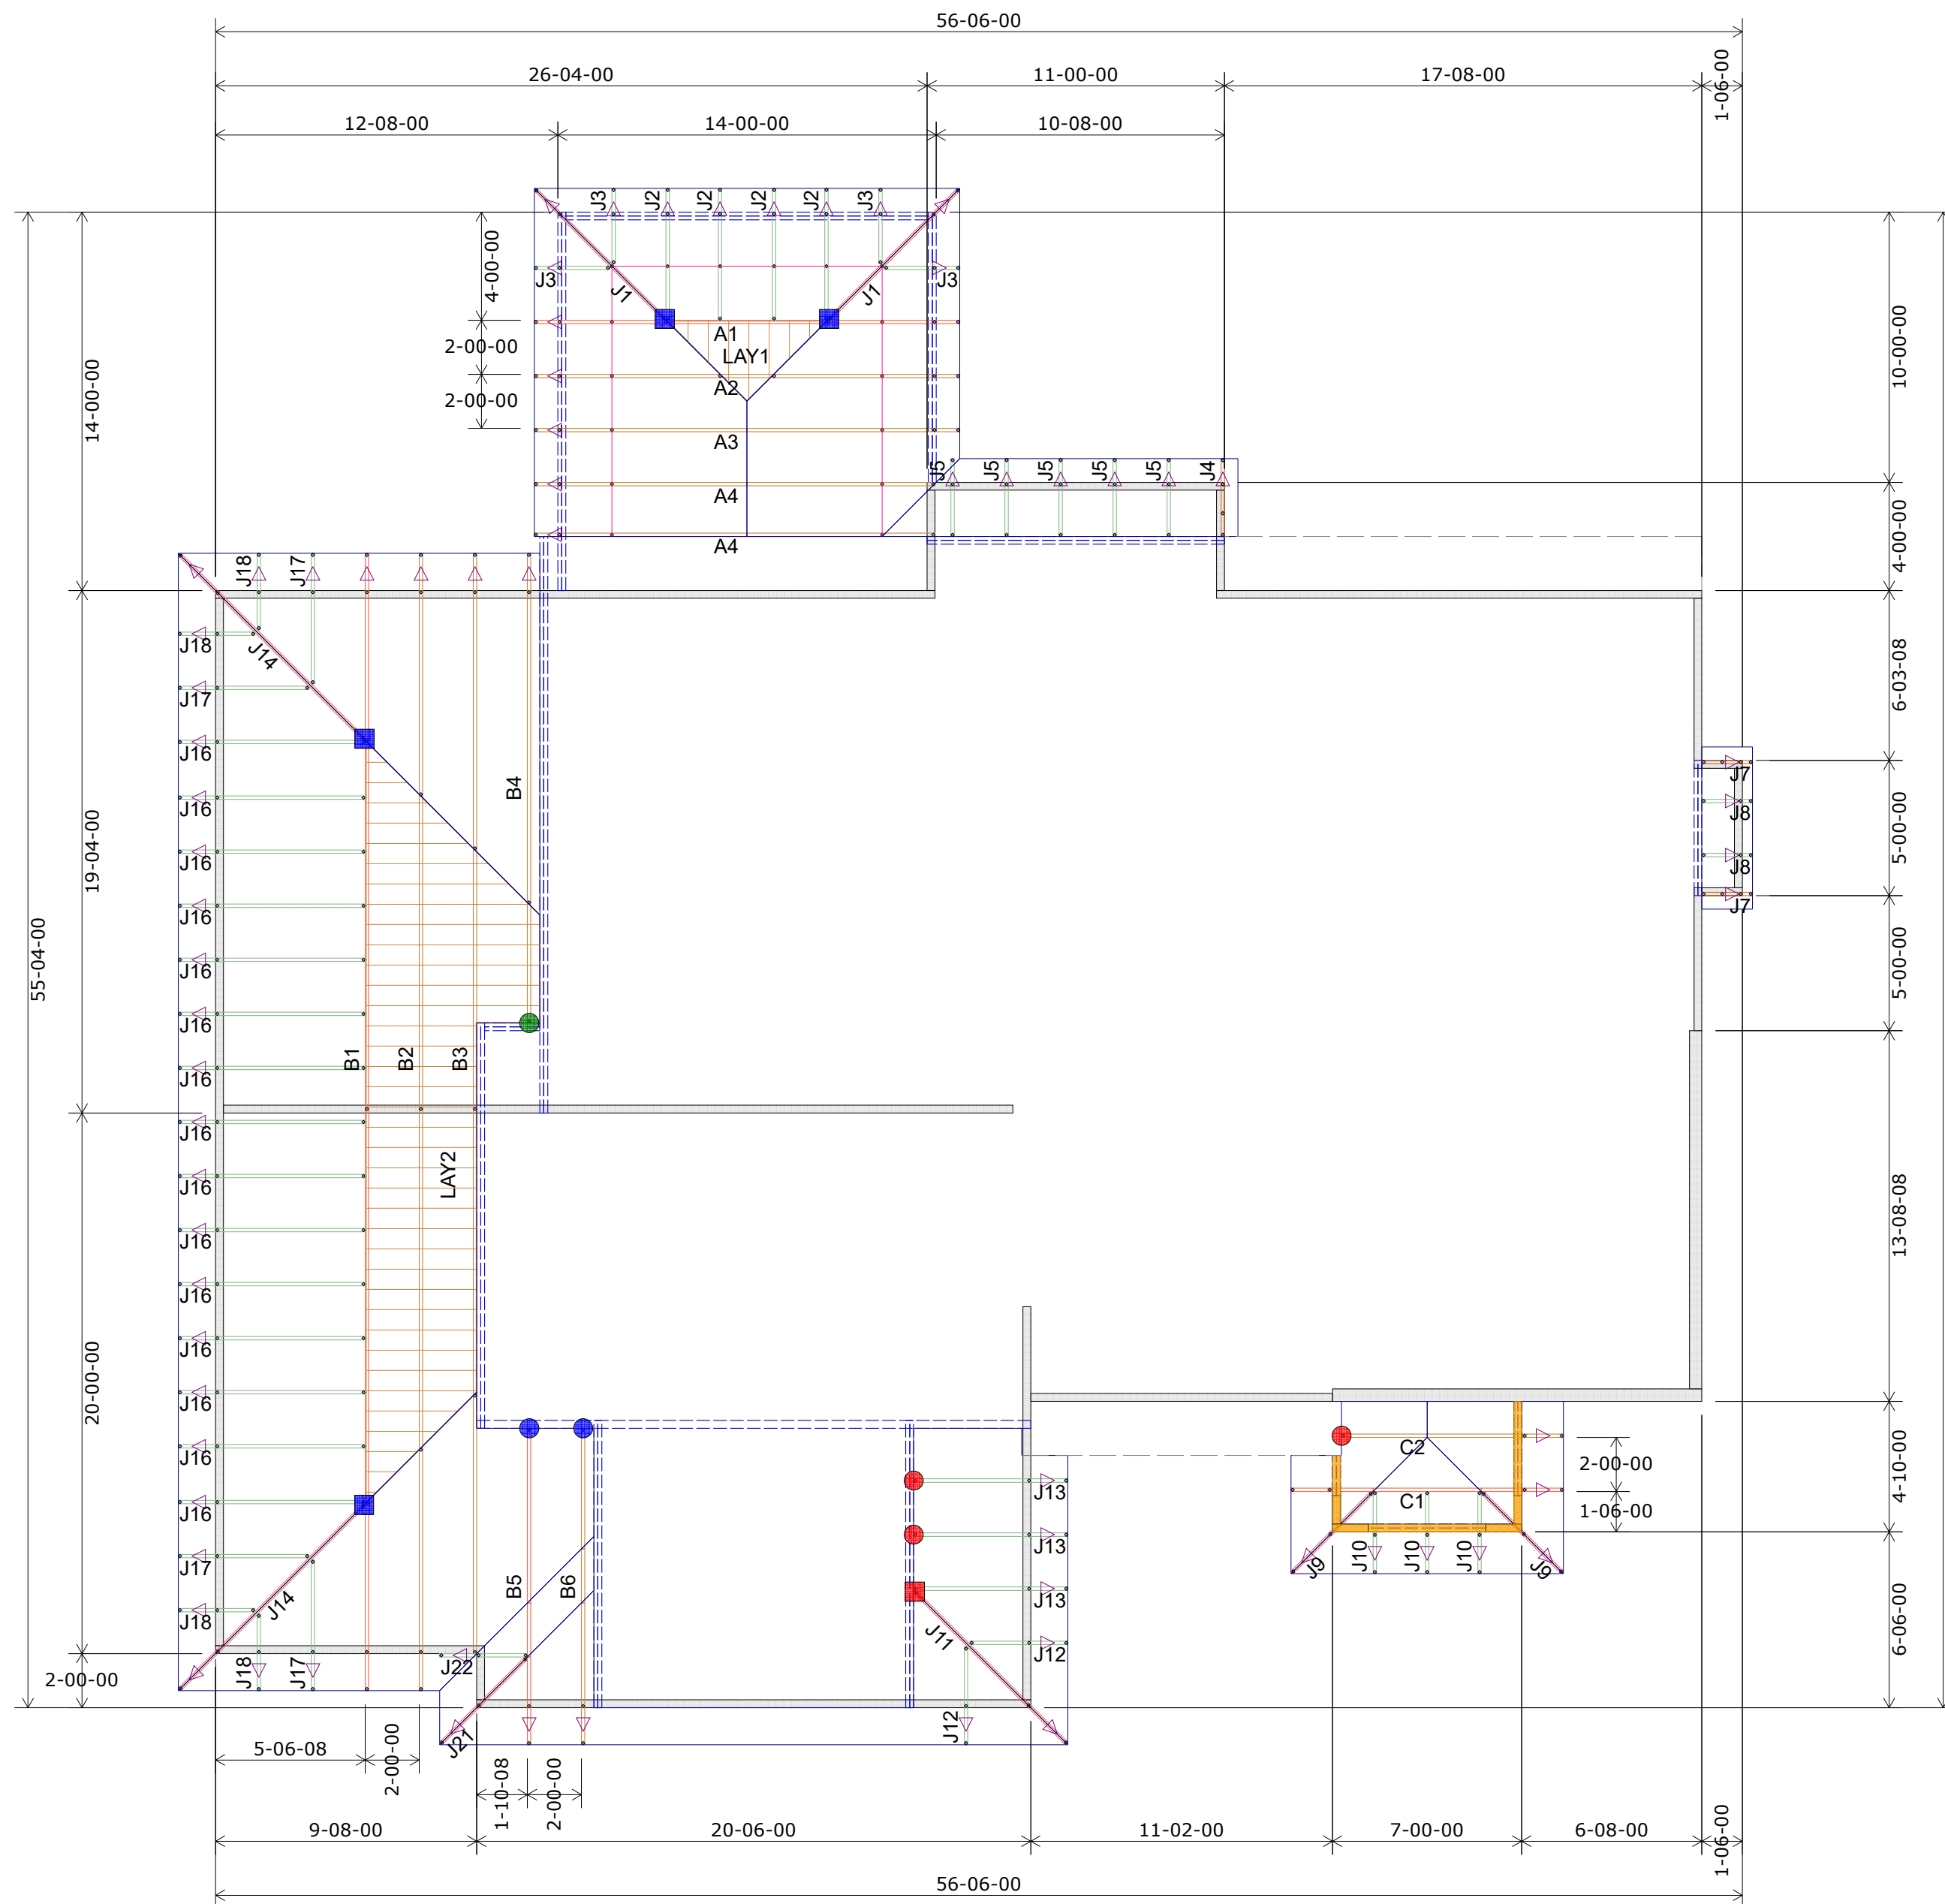 56-06-00
26-04-00
11-00-00
17-08-00
1-06-00
12-08-00
14-00-00
10-08-00
J3
J2
J2
J2
J2
J3
4-00-00
J3
J1
J1
J3
14-00-00
2-00-00
A1
LAY1
10-00-00
2-00-00
A2
A3
J5
J5
J5
J5
J5
J4
A4
A4
4-00-00
J18
J17
J18
J14
J17
6-03-08
J16
J7
B4
J16
J8
5-00-00
19-04-00
J16
J8
J16
J7
55-04-00
J16
5-00-00
J16
B1
B2
B3
J16
J16
LAY2
J16
13-08-08
J16
J16
20-00-00
J16
J16
J16
C2
2-00-00
4-10-00
J16
J13
C1
1-06-00
J17
J13
J10
J10
J10
J9
J9
J14
B5
B6
J13
J18
J11
J12
6-06-00
J18
J17
J22
2-00-00
J21
J12
5-06-08
2-00-00
1-10-08
2-00-00
9-08-00
20-06-00
11-02-00
7-00-00
6-08-00
1-06-00
56-06-00